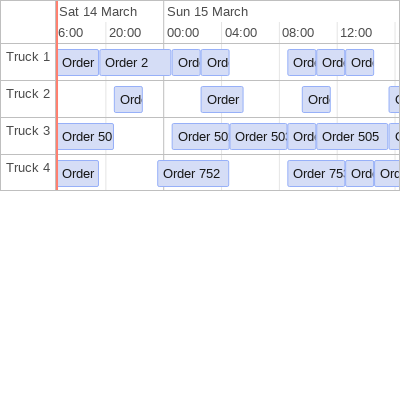 Sat 14 March Sun 15 March
6:00 20:00 00:00 04:00 08:00 12:00
Truck 1 Order Order 2 Ord Ord Ord Ord Ord
Truck 2 Ord Order Ord
Truck 3 Order 50 Order 50 Order 50 Ord Order 505
Truck 4 Order Order 752 Order 75 Ord Ord